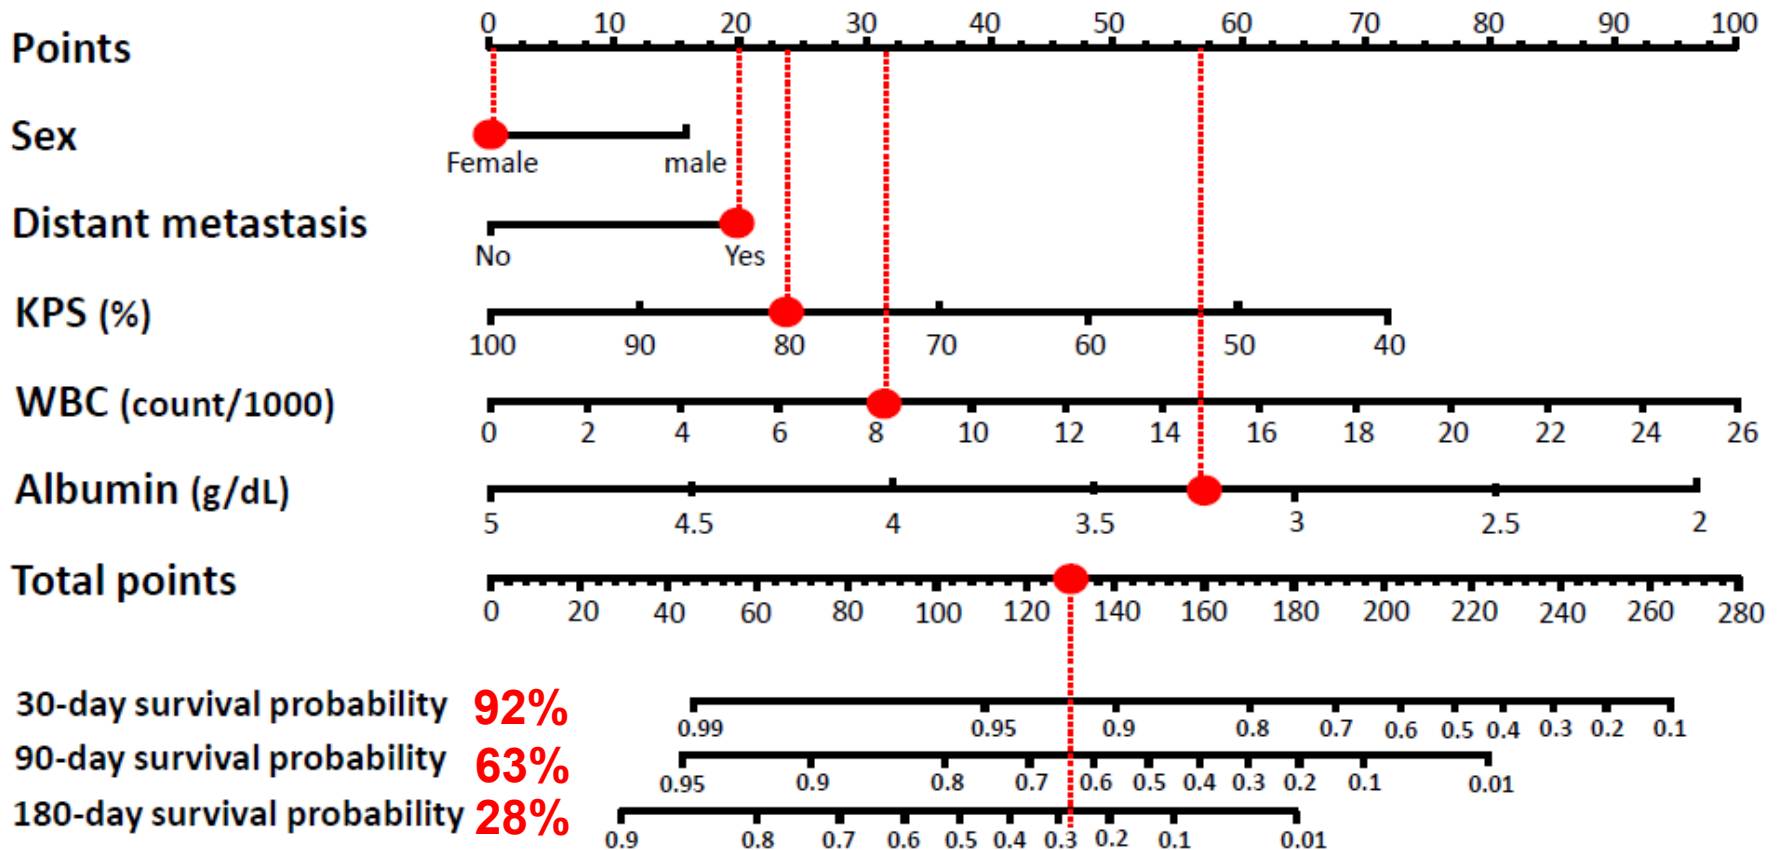 0 10 20 30 40 50 60 70 80 90 100
Points
Sex
Female male
Distant metastasis
No Yes
KPS (%)
100 90 80 70 60 50 40
WBC (count/1000)
0 2 4 6 8 10 12 14 16 18 20 22 24 26
Albumin (g/dL)
5 4.5 4 3.5 3 2.5 2
Total points
0 20 40 60 80 100 120 140 160 180 200 220 240 260 280
30-day survival probability 92%
0.99 0.95 0.9 0.8 0.7 0.6 0.5 0.4 0.3 0.2 0.1
90-day survival probability 63%
0.95 0.9 0.8 0.7 0.6 0.5 0.4 0.3 0.2 0.1 0.01
180-day survival probability 28%
0.9 0.8 0.7 0.6 0.5 0.4 0.3 0.2 0.1 0.01